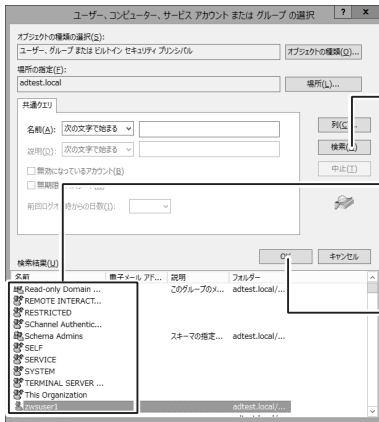 ユーザー、コンピューター、サービス アカウント または グループ の選択 ? x
オブジェクトの種類の選択(S):
ユーザー、グループ または ビルトイン セキュリティ プリンシパル オブジェクトの種類(O)...
場所の指定(F):
adtest.local 場所(L)...
共通クエリ
名前(A): 次の文字で始まる 列(C)...
説明(D): 次の文字で始まる 検索(
無効になっているアカウント(B) 中止(T)
無期限
前回ログオ 時からの日数(I):
OK キャンセル
検索結果(U)
名前 電子メール アド... 説明 フォルダー
Read-only Domain ... このグループのメ... adtest.local/...
REMOTE INTERACT...
RESTRICTED
SChannel Authentic...
Schema Admins スキーマの指定... adtest.local/...
SELF
SERVICE
SYSTEM
TERMINAL SERVER ...
This Organization
zwsuser1 adtest.local/...